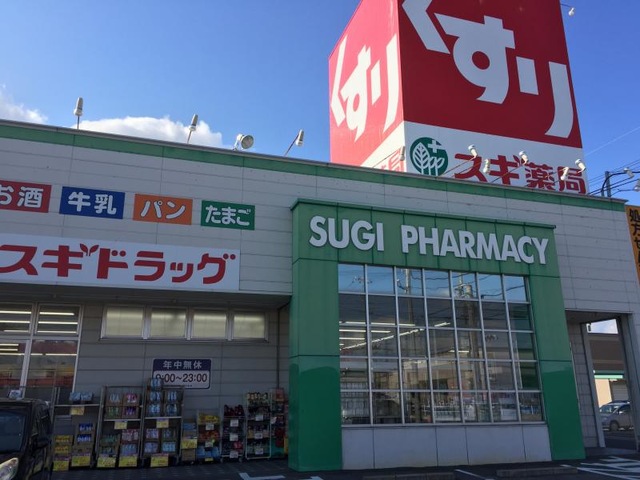 くすり
くすり
スギ薬局
お酒
牛乳
パン
たまご
SUGI PHARMACY
スギドラッグ
年中無休
9:00~23:00